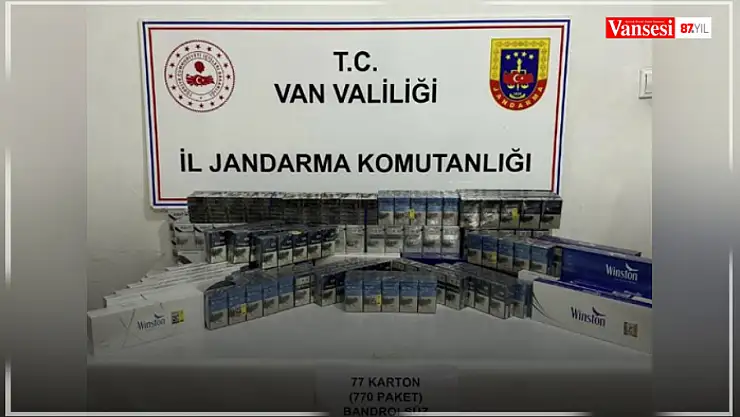 Vansesi 87.YIL
T.C.
VAN VALİLİĞİ
JANDARMA
İL JANDARMA KOMUTANLIĞI
Winston
Winston
Winston
77 KARTON
(770 PAKET)
BANDROLSÜZ